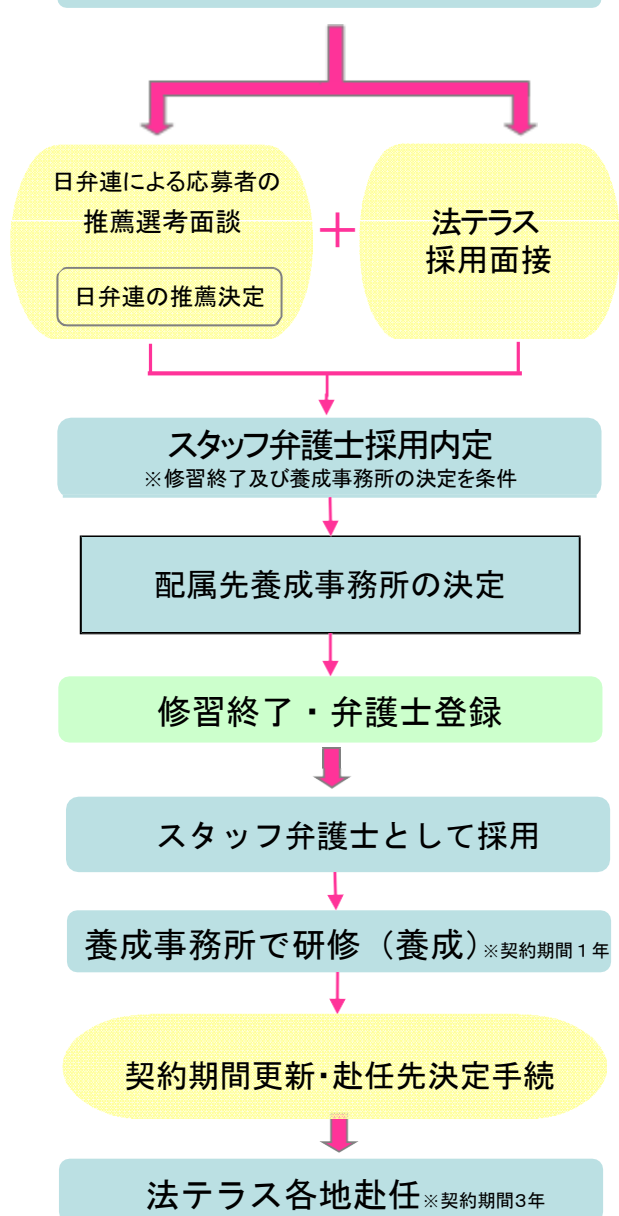 日弁連による応募者の
推薦選考面談
日弁連の推薦決定
+
法テラス
採用面接
スタッフ弁護士採用内定
※修習終了及び養成事務所の決定を条件
配属先養成事務所の決定
修習終了・弁護士登録
スタッフ弁護士として採用
養成事務所で研修（養成）※契約期間１年
契約期間更新・赴任先決定手続
法テラス各地赴任※契約期間3年